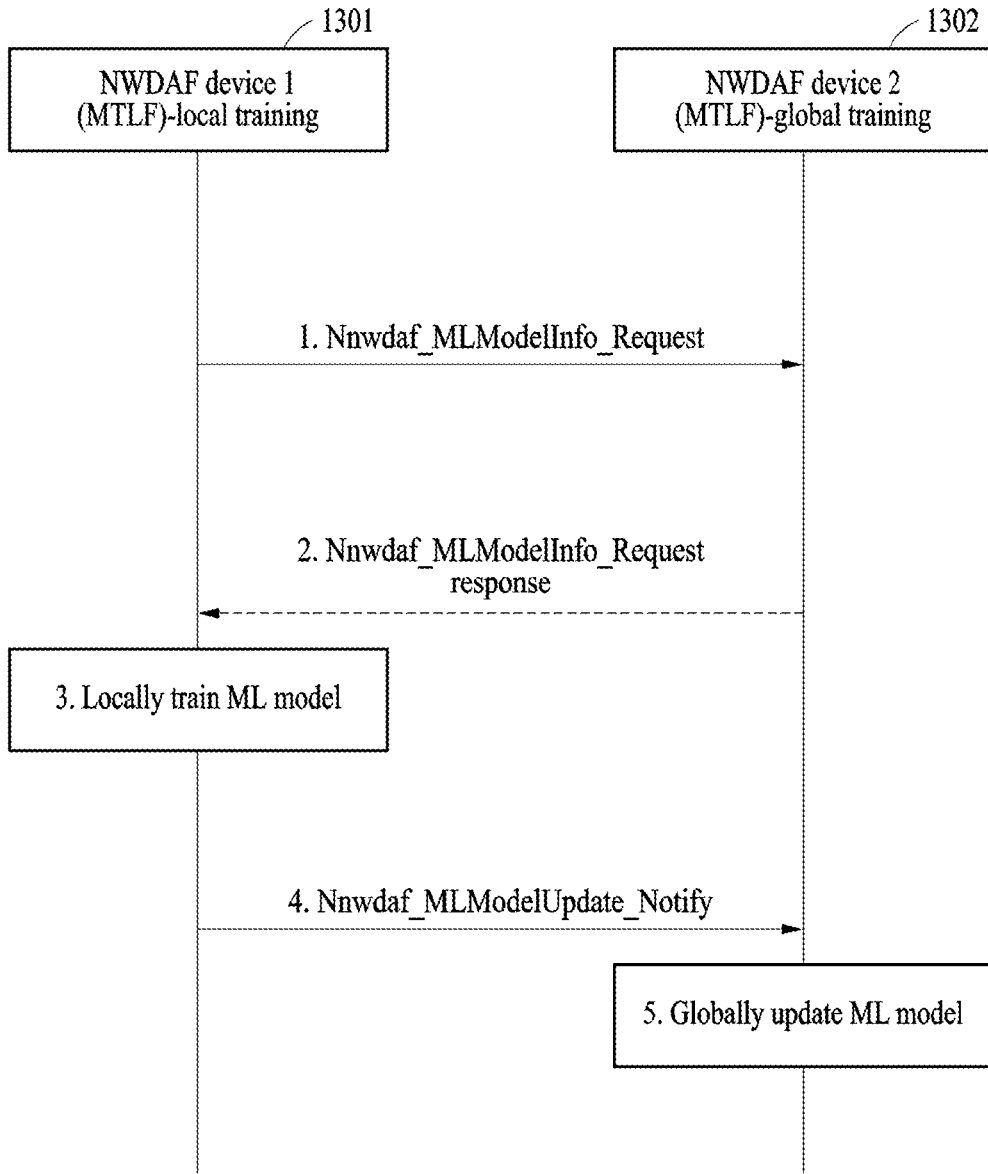 1301
1302
NWDAF device 1
(MTLF)-local training
NWDAF device 2
(MTLF)-global training
1. Nnwdaf_MLModelInfo_Request
2. Nnwdaf_MLModelInfo_Request
response
3. Locally train ML model
4. Nnwdaf_MLModelUpdate_Notify
5. Globally update ML model